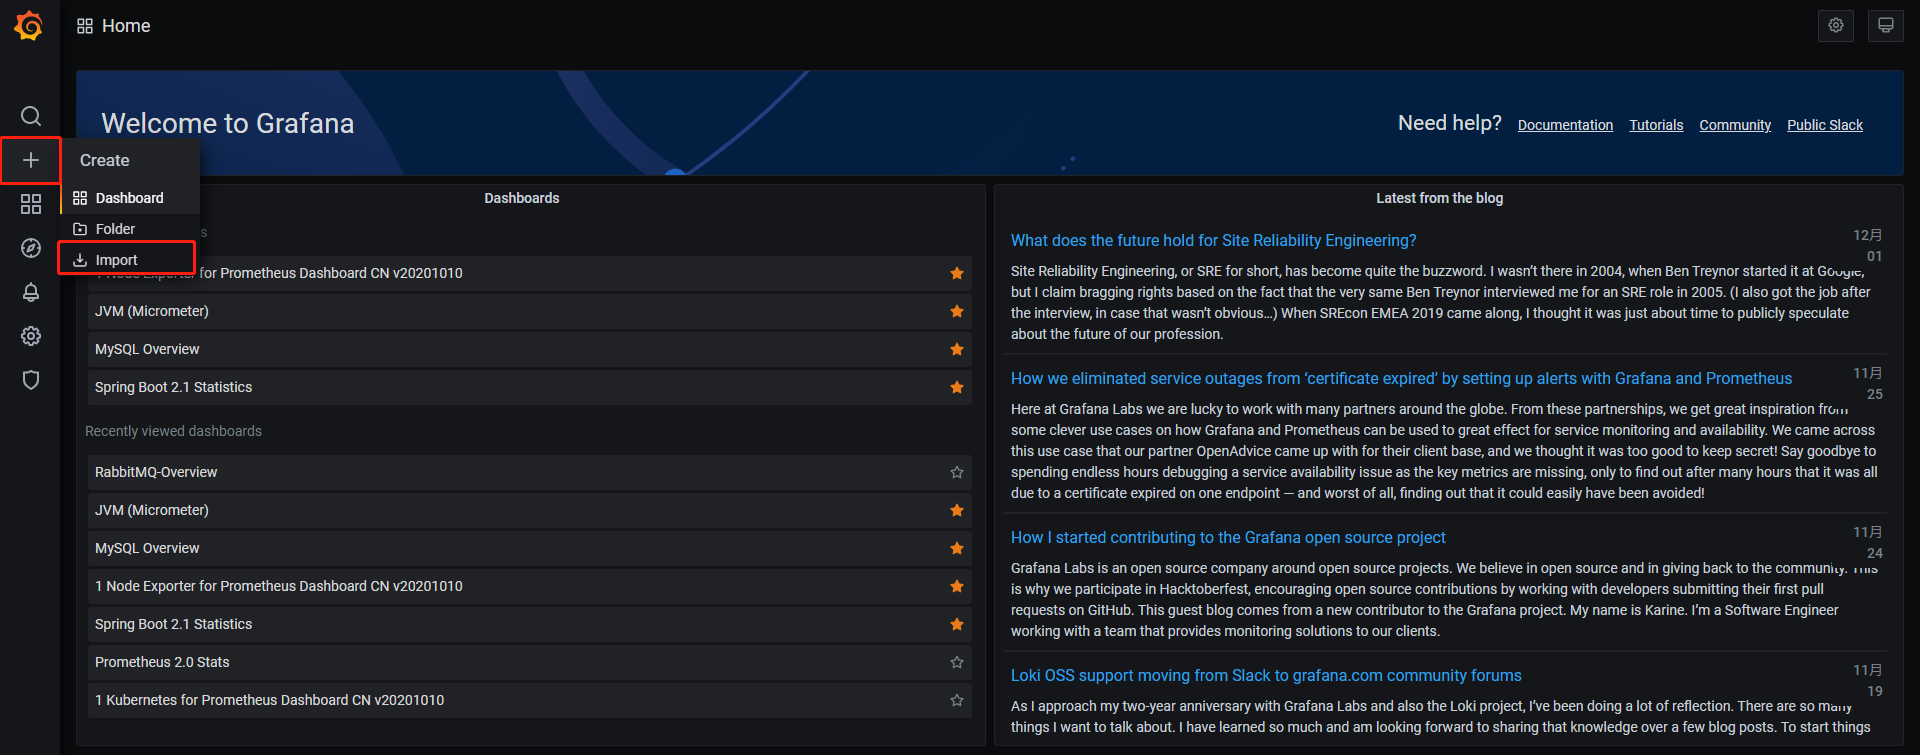 Home
Welcome to Grafana
Need help?
Documentation
Tutorials
Community
Public Slack
Create
Dashboard
Folder
Import
Dashboards
s
for Prometheus Dashboard CN v20201010
JVM (Micrometer)
MySQL Overview
Spring Boot 2.1 Statistics
Recently viewed dashboards
RabbitMQ-Overview
JVM (Micrometer)
MySQL Overview
1 Node Exporter for Prometheus Dashboard CN v20201010
Spring Boot 2.1 Statistics
Prometheus 2.0 Stats
1 Kubernetes for Prometheus Dashboard CN v20201010
Latest from the blog
What does the future hold for Site Reliability Engineering?
12月
01
Site Reliability Engineering, or SRE for short, has become quite the buzzword. I wasn’t there in 2004, when Ben Treynor started it at Google,
but I claim bragging rights based on the fact that the very same Ben Treynor interviewed me for an SRE role in 2005. (I also got the job after
the interview, in case that wasn’t obvious…) When SREcon EMEA 2019 came along, I thought it was just about time to publicly speculate
about the future of our profession.
How we eliminated service outages from ‘certificate expired’ by setting up alerts with Grafana and Prometheus
11月
25
Here at Grafana Labs we are lucky to work with many partners around the globe. From these partnerships, we get great inspiration from
some clever use cases on how Grafana and Prometheus can be used to great effect for service monitoring and availability. We came across
this use case that our partner OpenAdvice came up with for their client base, and we thought it was too good to keep secret! Say goodbye to
spending endless hours debugging a service availability issue as the key metrics are missing, only to find out after many hours that it was all
due to a certificate expired on one endpoint — and worst of all, finding out that it could easily have been avoided!
How I started contributing to the Grafana open source project
11月
24
Grafana Labs is an open source company around open source projects. We believe in open source and in giving back to the community. This
is why we participate in Hacktoberfest, encouraging open source contributions by working with developers submitting their first pull
requests on GitHub. This guest blog comes from a new contributor to the Grafana project. My name is Karine. I’m a Software Engineer
working with a team that provides monitoring solutions to our clients.
Loki OSS support moving from Slack to grafana.com community forums
11月
19
As I approach my two-year anniversary with Grafana Labs and also the Loki project, I’ve been doing a lot of reflection. There are so many
things I want to talk about. I have learned so much and am looking forward to sharing that knowledge over a few blog posts. To start things